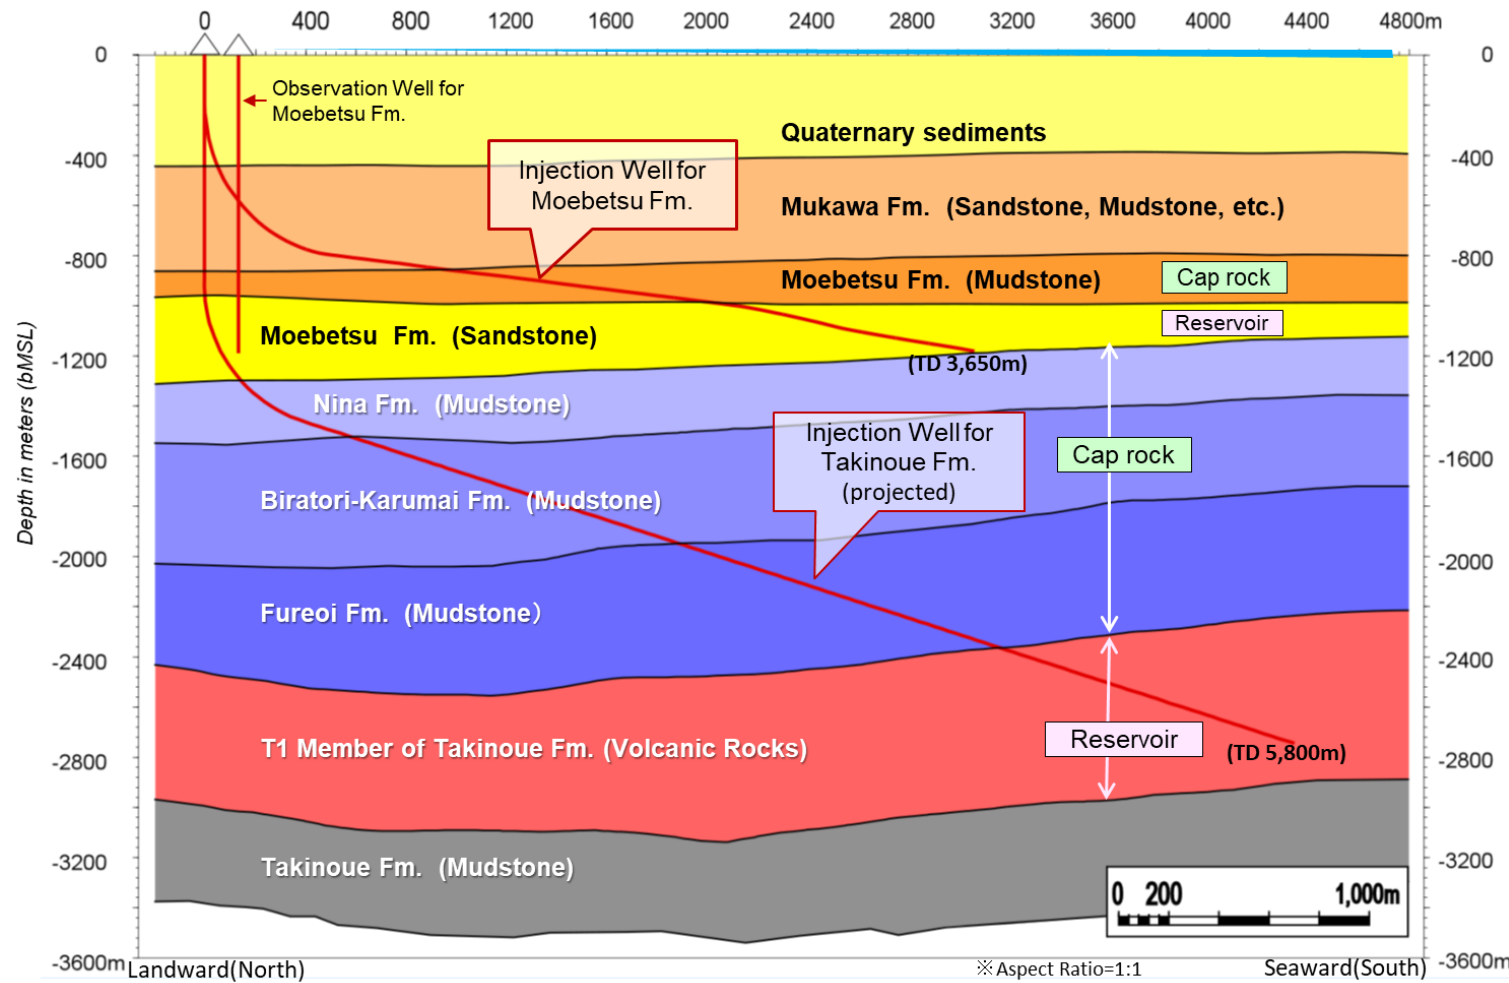 0 400 800 1200 1600 2000 2400 2800 3200 3600 4000 4400 4800m
0 0
Observation Well for
Moebetsu Fm.
Quaternary sediments
-400 -400
Injection Well for
Moebetsu Fm.
Mukawa Fm. (Sandstone, Mudstone, etc.)
-800 -800
Moebetsu Fm. (Mudstone)
Cap rock
Moebetsu Fm. (Sandstone)
Reservoir
-1200 -1200
(TD 3,650m)
Nina Fm. (Mudstone)
Injection Well for
Takinoue Fm.
(projected)
Cap rock
-1600 -1600
Biratori-Karumai Fm. (Mudstone)
Depth in meters (bMSL)
-2000 -2000
Fureoi Fm. (Mudstone）
-2400 -2400
T1 Member of Takinoue Fm. (Volcanic Rocks)
Reservoir
(TD 5,800m)
-2800 -2800
Takinoue Fm. (Mudstone)
-3200 -3200
0 200 1,000m
-3600m -3600m
Landward(North)
※Aspect Ratio=1:1
Seaward(South)